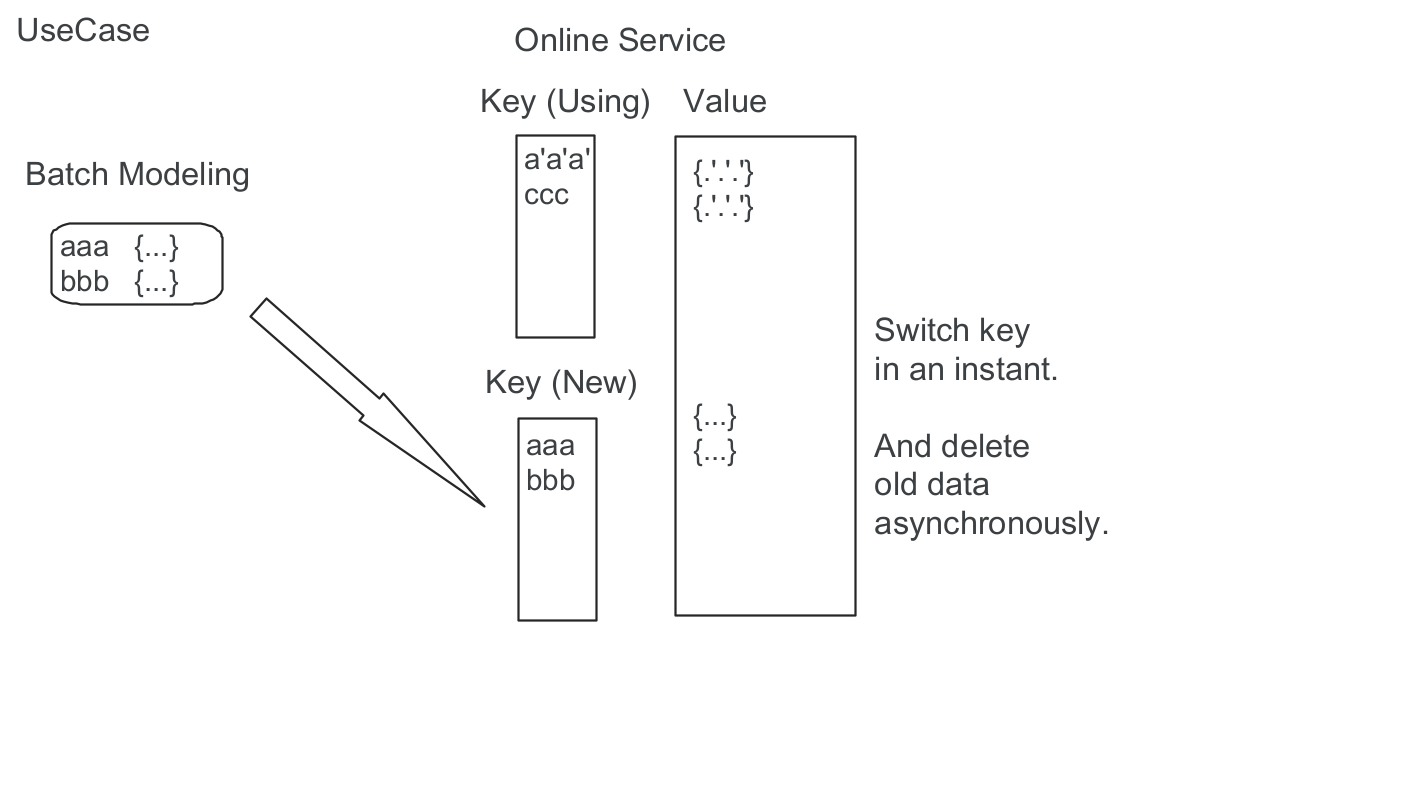 UseCase
Online Service
Key (Using) Value
Batch Modeling
aaa {...}
bbb {...}
a'a'a'
ccc
{.'.'.'}
{.'.'.'}
Key (New)
aaa
bbb
{...}
{...}
Switch key
in an instant.
And delete
old data
asynchronously.